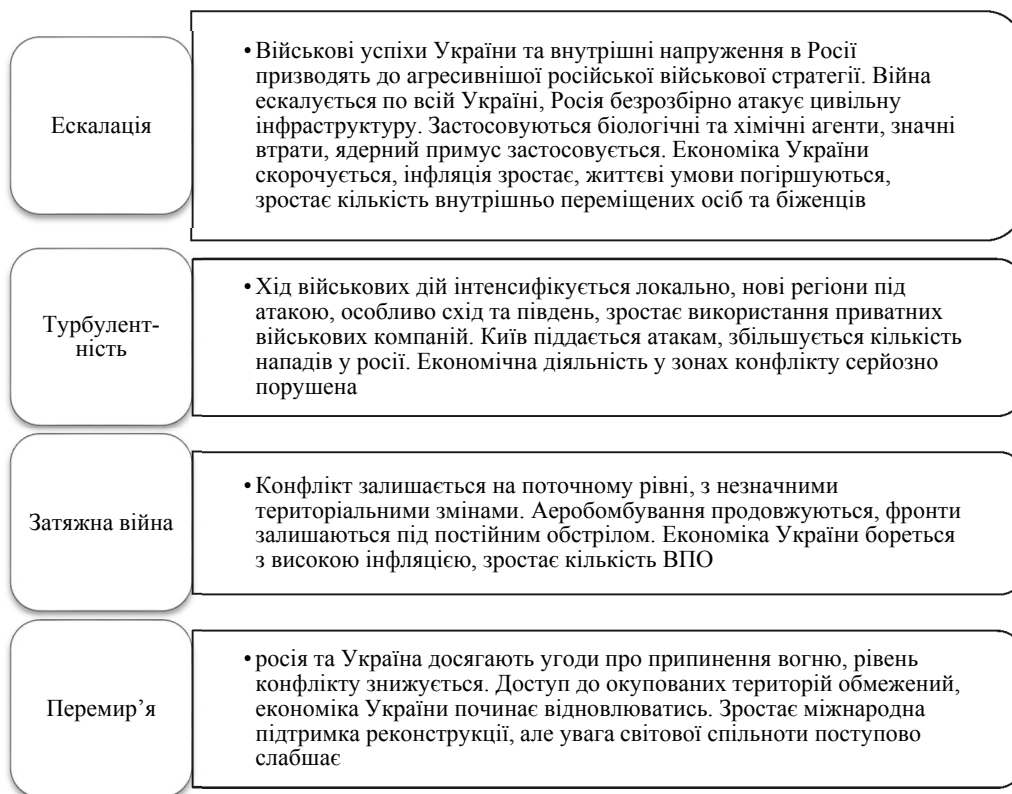 Ескалація
• Військові успіхи України та внутрішні напруження в Росії
призводять до агресивнішої російської військової стратегії. Війна
ескалується по всій Україні, Росія безрозбірно атакує цивільну
інфраструктуру. Застосовуються біологічні та хімічні агенти, значні
втрати, ядерний примус застосовується. Економіка України
скорочується, інфляція зростає, життєві умови погіршуються,
зростає кількість внутрішньо переміщених осіб та біженців
Турбулент-
ність
• Хід військових дій інтенсифікується локально, нові регіони під
атакою, особливо схід та південь, зростає використання приватних
військових компаній. Київ піддається атакам, збільшується кількість
нападів у росії. Економічна діяльність у зонах конфлікту серйозно
порушена
Затяжна війна
• Конфлікт залишається на поточному рівні, з незначними
територіальними змінами. Аеробомбування продовжуються, фронти
залишаються під постійним обстрілом. Економіка України бореться
з високою інфляцією, зростає кількість ВПО
Перемир’я
• росія та Україна досягають угоди про припинення вогню, рівень
конфлікту знижується. Доступ до окупованих територій обмежений,
економіка України починає відновлюватись. Зростає міжнародна
підтримка реконструкції, але увага світової спільноти поступово
слабшає